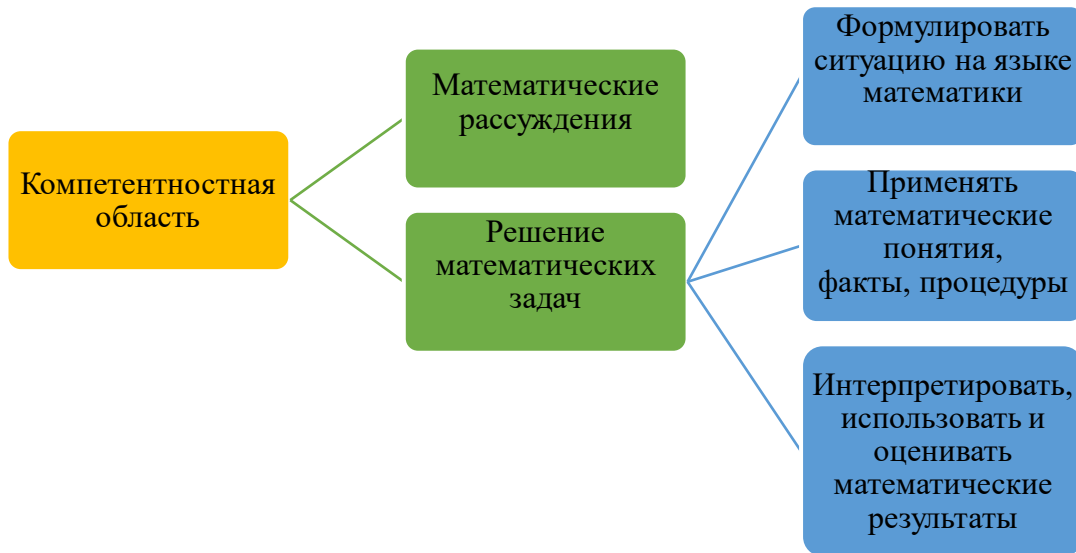 Компетентностная
область
Математические
рассуждения
Решение
математических
задач
Формулировать
ситуацию на языке
математики
Применять
математические
понятия,
факты, процедуры
Интерпретировать,
использовать и
оценивать
математические
результаты